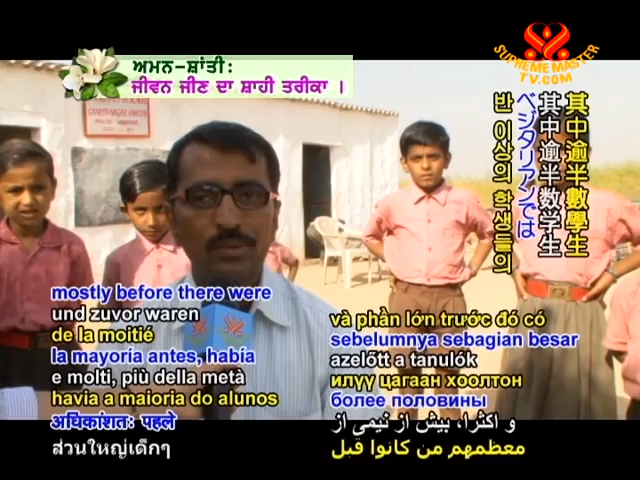 SUPREME MASTER
TV.COM
ਅਮਨ-ਸ਼ਾਂਤੀ:
ਜੀਵਨ ਜੀਣ ਦਾ ਸ਼ਾਹੀ ਤਰੀਕਾ ।
其中逾半數學生
其中逾半数学生
ベジタリアンでは
반 이상의 학생들의
mostly before there were
und zuvor waren
de la moitié
la mayoría antes, había
e molti, più della metà
havia a maioria do alunos
अधिकांशतः पहले
ส่วนใหญ่เด็กๆ
và phần lớn trước đó có
sebelumnya sebagian besar
azelőtt a tanulók
илүү цагаан хоолтон
более половины
و اکثرا، بیش از نیمی از
معظمهم من كانوا قبل